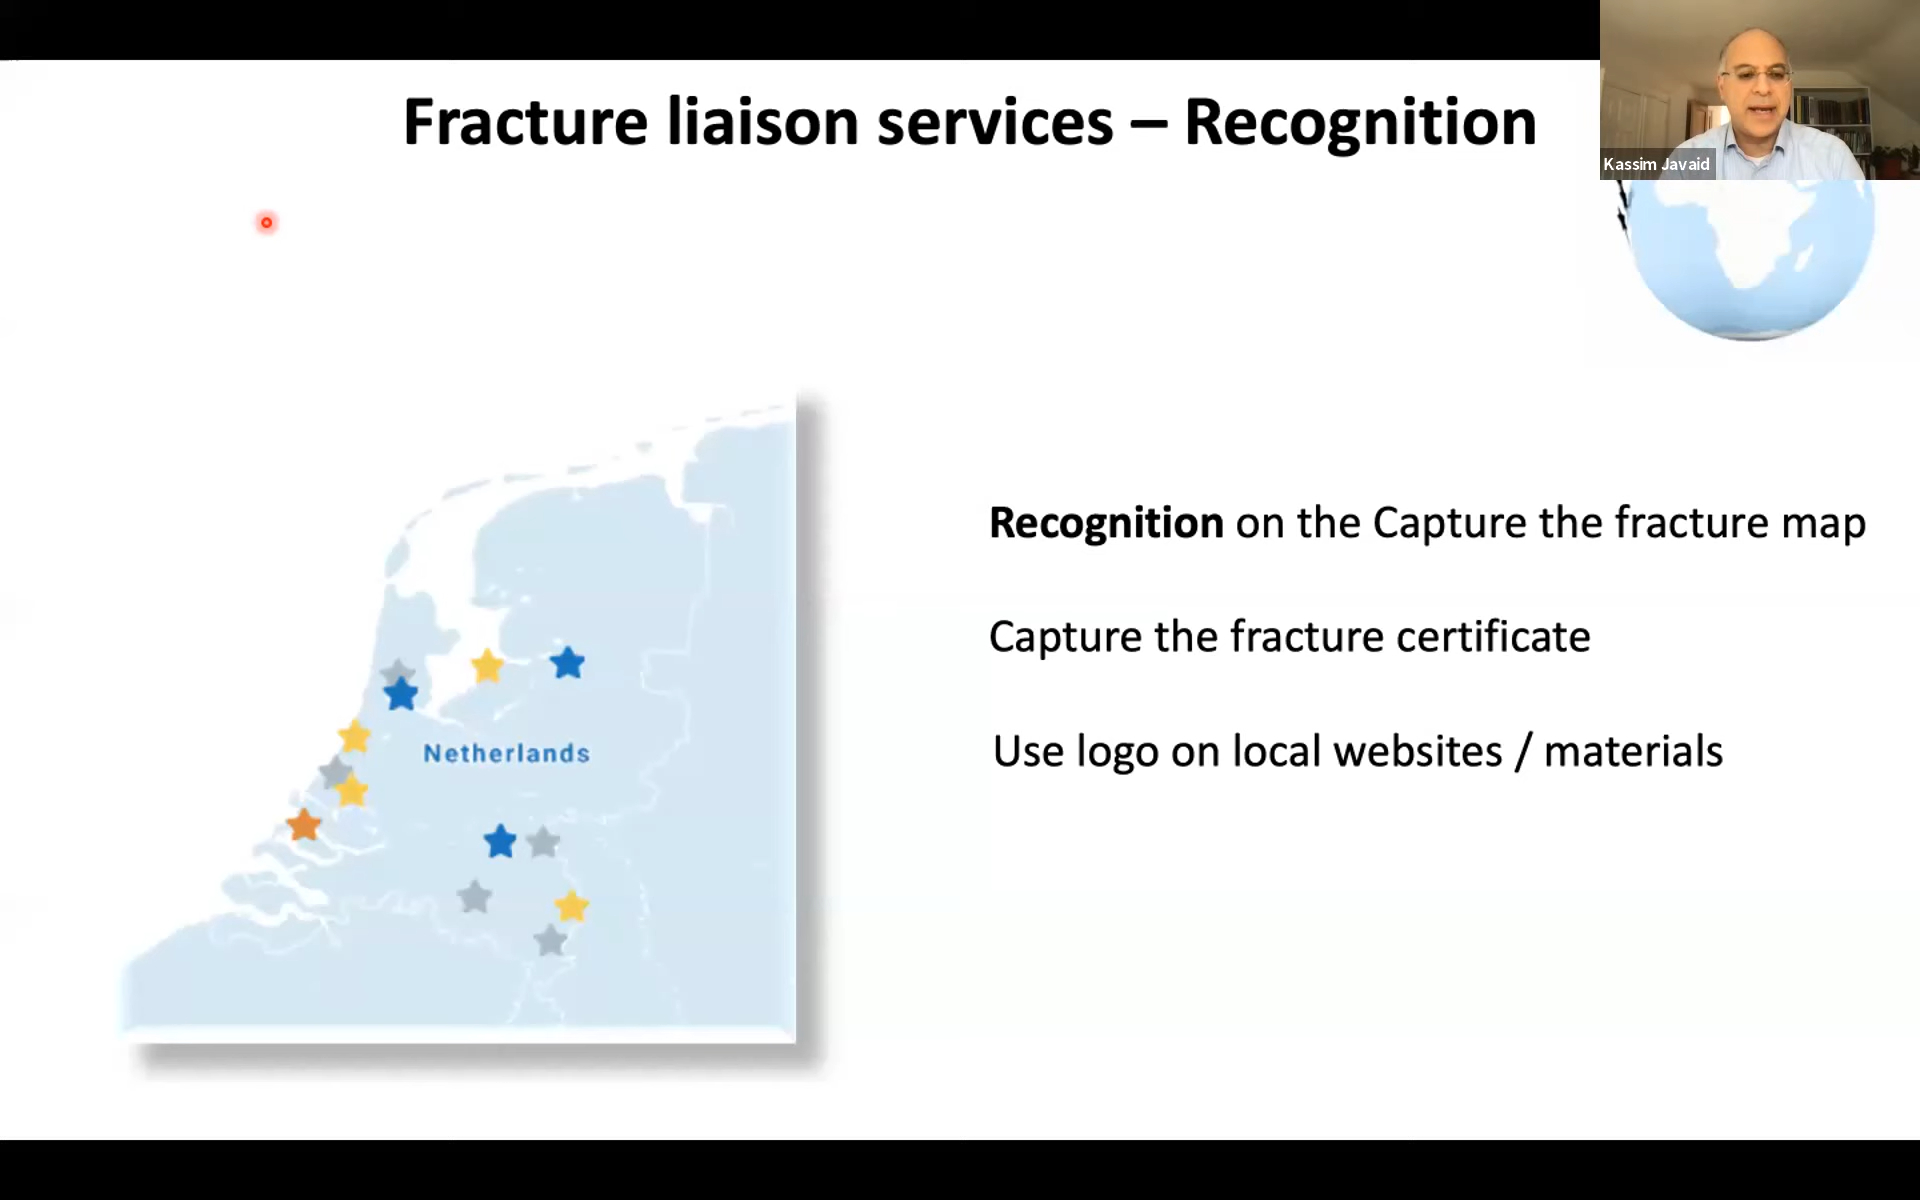 Fracture liaison services – Recognition
Kassim Javaid
Recognition on the Capture the fracture map
Capture the fracture certificate
Use logo on local websites / materials
Netherlands